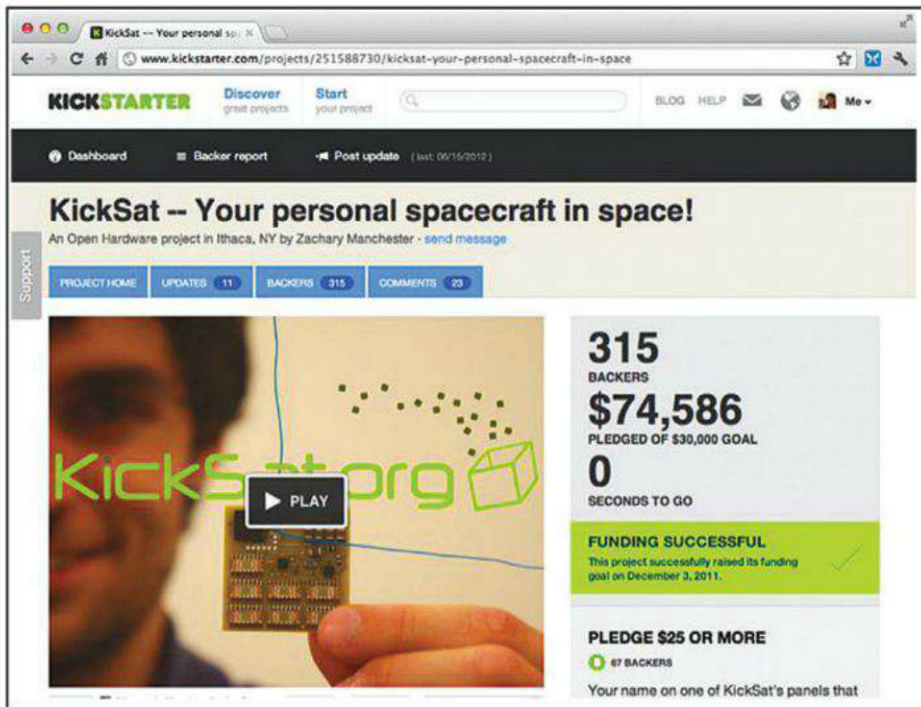 KickSat -- Your personal sp
www.kickstarter.com/projects/251588730/kicksat-your-personal-spacecraft-in-space
KICKSTARTER
Discover
great projects
Start
your project
BLOG HELP
Me
Dashboard
Backer report
Post update (last: 06/15/2012)
KickSat -- Your personal spacecraft in space!
An Open Hardware project in Ithaca, NY by Zachary Manchester · send message
Support
PROJECT HOME
UPDATES 11
BACKERS 315
COMMENTS 23
KickSat.org
PLAY
315
BACKERS
$74,586
PLEDGED OF $30,000 GOAL
0
SECONDS TO GO
FUNDING SUCCESSFUL
This project successfully raised its funding
goal on December 3, 2011.
PLEDGE $25 OR MORE
67 BACKERS
Your name on one of KickSat's panels that